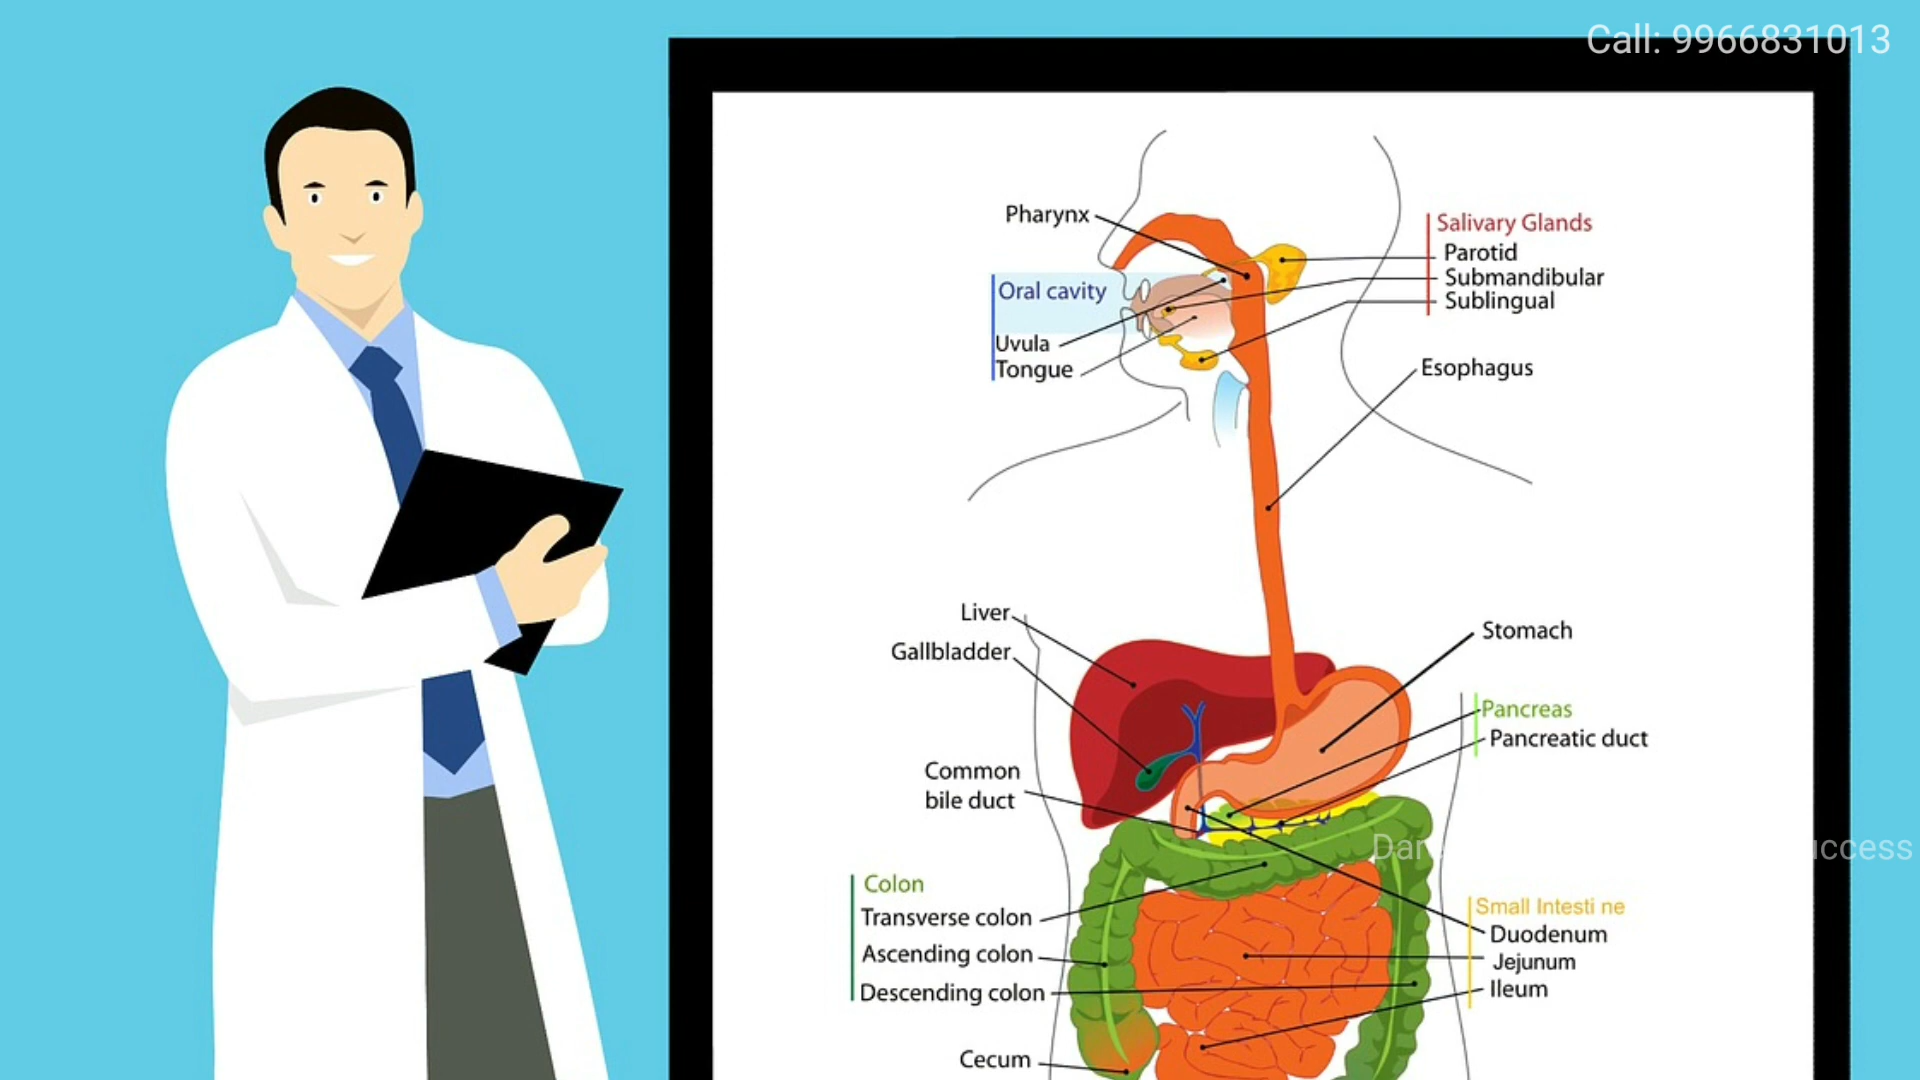 Call: 9966831013
Pharynx
Salivary Glands
Parotid
Submandibular
Sublingual
Oral cavity
Uvula
Tongue
Esophagus
Liver
Gallbladder
Stomach
Pancreas
Pancreatic duct
Common
bile duct
Colon
Transverse colon
Ascending colon
Descending colon
Small Intesti ne
Duodenum
Jejunum
Ileum
Cecum